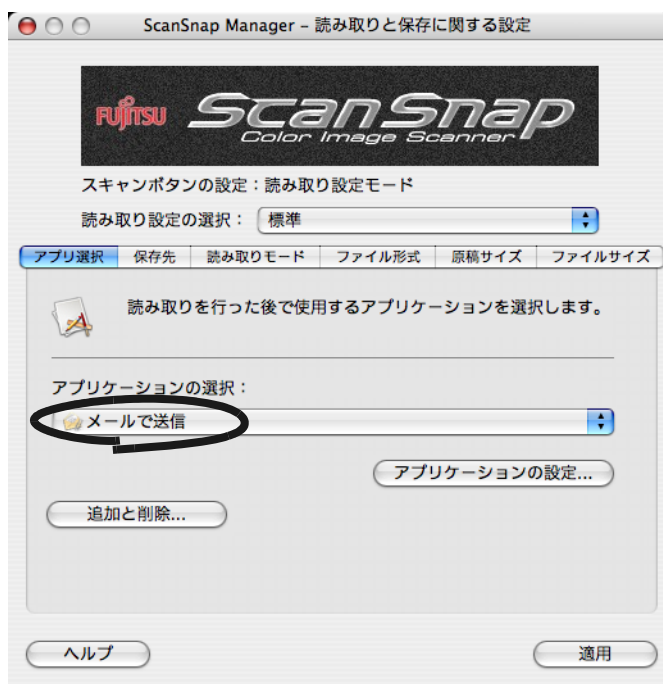 ScanSnap Manager – 読み取りと保存に関する設定
FUJITSU ScanSnap
Color Image Scanner
スキャンボタンの設定：読み取り設定モード
読み取り設定の選択： 標準
アプリ選択 保存先 読み取りモード ファイル形式 原稿サイズ ファイルサイズ
読み取りを行った後で使用するアプリケーションを選択します。
アプリケーションの選択：
メールで送信
アプリケーションの設定...
追加と削除...
ヘルプ 適用